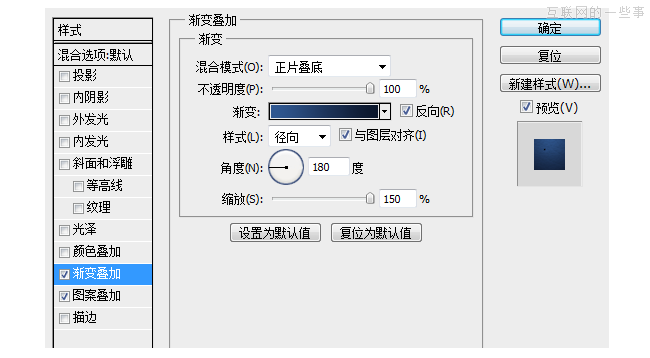 互联网的一些事
样式
混合选项:默认
投影
内阴影
外发光
内发光
斜面和浮雕
等高线
纹理
光泽
颜色叠加
渐变叠加
图案叠加
描边
渐变叠加
渐变
混合模式(O): 正片叠底
不透明度(P): 100 %
渐变: 反向(R)
样式(L): 径向 与图层对齐(I)
角度(N): 180 度
缩放(S): 150 %
设置为默认值 复位为默认值
确定
复位
新建样式(W)...
预览(V)